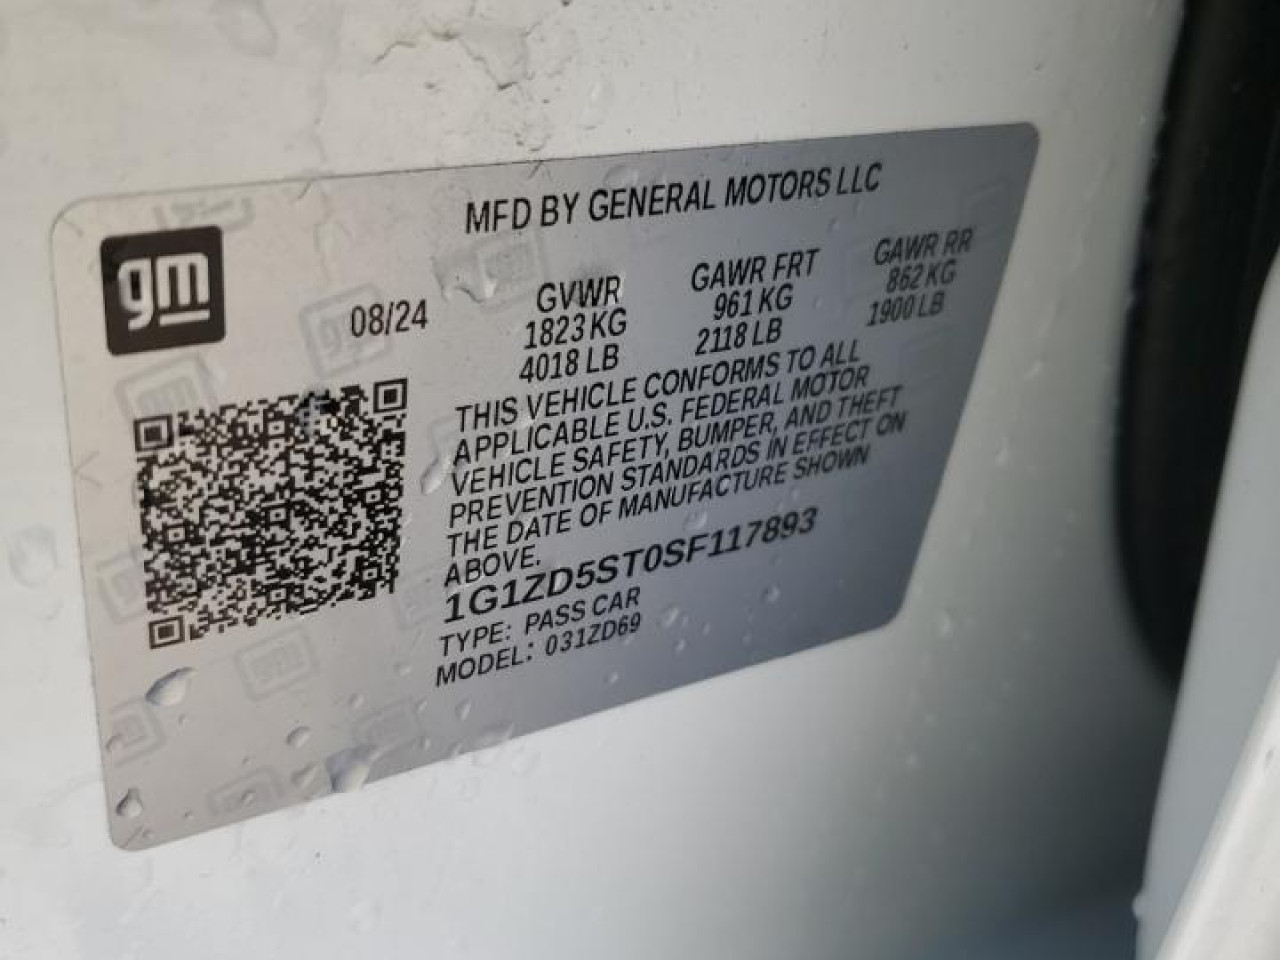 MFD BY GENERAL MOTORS LLC
gm
08/24
GVWR
1823 KG
4018 LB
GAWR FRT
961 KG
2118 LB
GAWR RR
862 KG
1900 LB
THIS VEHICLE CONFORMS TO ALL
APPLICABLE U.S. FEDERAL MOTOR
VEHICLE SAFETY, BUMPER, AND THEFT
PREVENTION STANDARDS IN EFFECT ON
THE DATE OF MANUFACTURE SHOWN
ABOVE.
1G1ZD5ST0SF117893
TYPE: PASS CAR
MODEL: 031ZD69